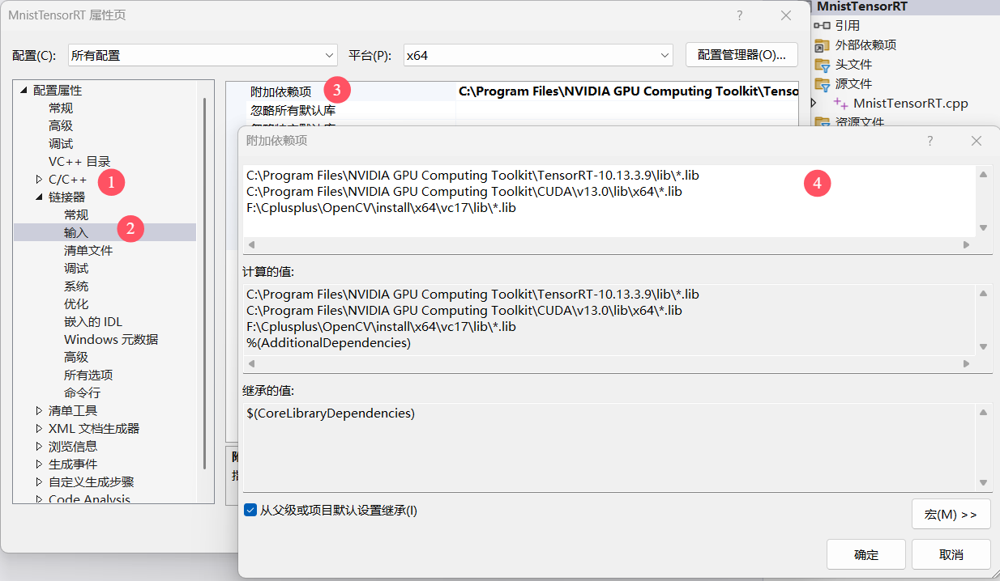 MnistTensorRT 属性页
?
配置(C):
所有配置
平台(P):
x64
配置管理器(O)...
配置属性
常规
高级
调试
VC++ 目录
C/C++
1
链接器
常规
输入
2
清单文件
调试
系统
优化
嵌入的 IDL
Windows 元数据
高级
所有选项
命令行
清单工具
XML 文档生成器
浏览信息
生成事件
自定义生成步骤
Code Analysis
附加依赖项
3
C:\Program Files\NVIDIA GPU Computing Toolkit\Tenso
忽略所有默认库
MnistTensorRT
引用
外部依赖项
头文件
源文件
MnistTensorRT.cpp
资源文件
附加依赖项
?
C:\Program Files\NVIDIA GPU Computing Toolkit\TensorRT-10.13.3.9\lib\*.lib
C:\Program Files\NVIDIA GPU Computing Toolkit\CUDA\v13.0\lib\x64\*.lib
F:\Cplusplus\OpenCV\install\x64\vc17\lib\*.lib
4
计算的值:
C:\Program Files\NVIDIA GPU Computing Toolkit\TensorRT-10.13.3.9\lib\*.lib
C:\Program Files\NVIDIA GPU Computing Toolkit\CUDA\v13.0\lib\x64\*.lib
F:\Cplusplus\OpenCV\install\x64\vc17\lib\*.lib
%(AdditionalDependencies)
继承的值:
$(CoreLibraryDependencies)
从父级或项目默认设置继承(I)
宏(M) >>
确定
取消